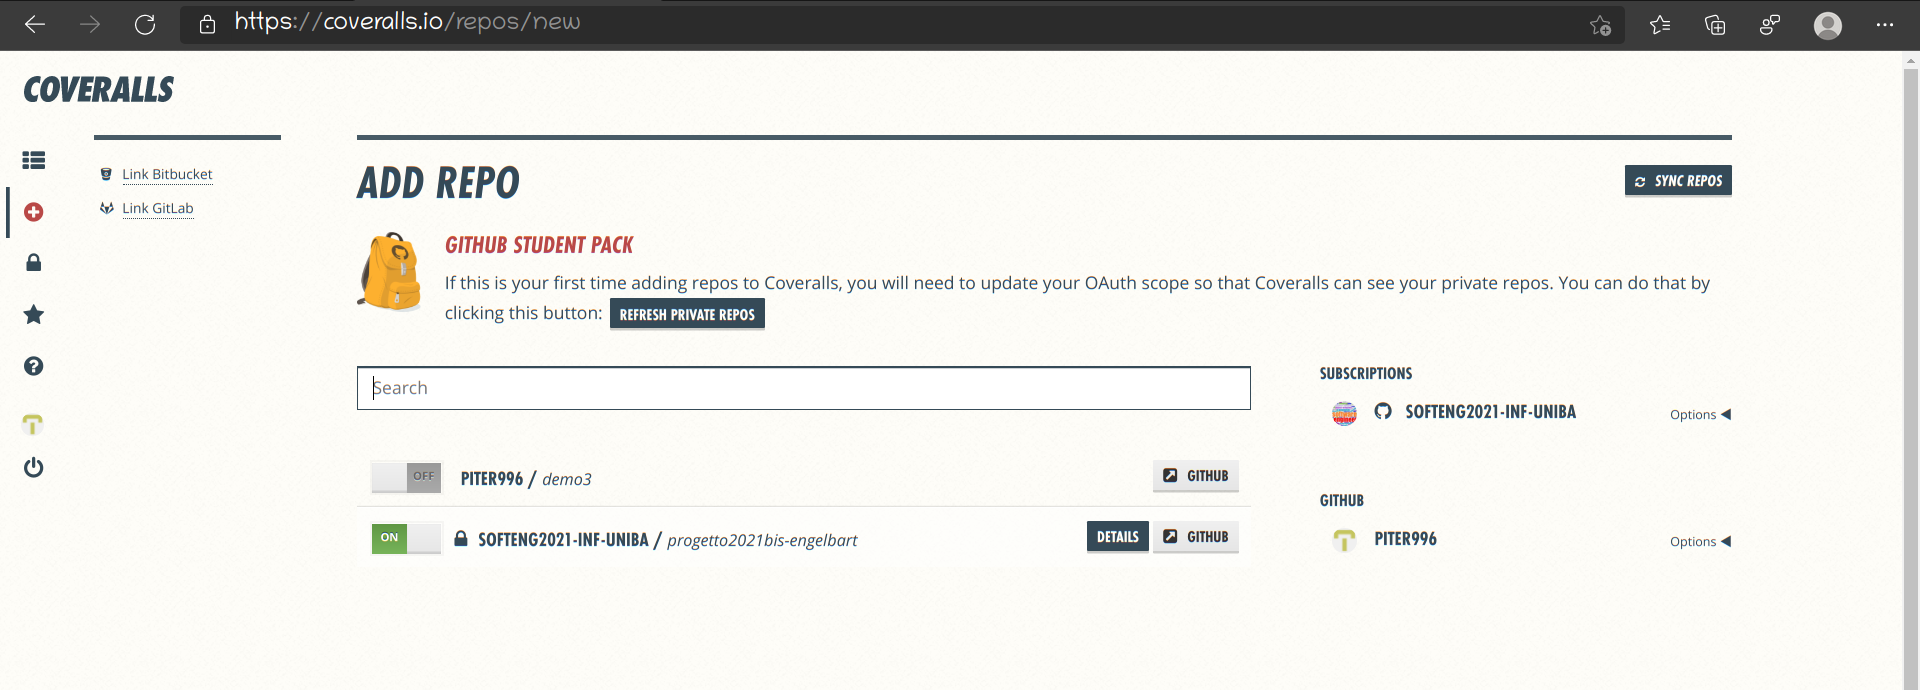 https://coveralls.io/repos/new
COVERALLS
Link Bitbucket
Link GitLab
ADD REPO
SYNC REPOS
GITHUB STUDENT PACK
If this is your first time adding repos to Coveralls, you will need to update your OAuth scope so that Coveralls can see your private repos. You can do that by
clicking this button: REFRESH PRIVATE REPOS
Search
OFF PITER996 / demo3 GITHUB
ON SOFTENG2021-INF-UNIBA / progetto2021bis-engelbart DETAILS GITHUB
SUBSCRIPTIONS
SOFTENG2021-INF-UNIBA Options
GITHUB
PITER996 Options